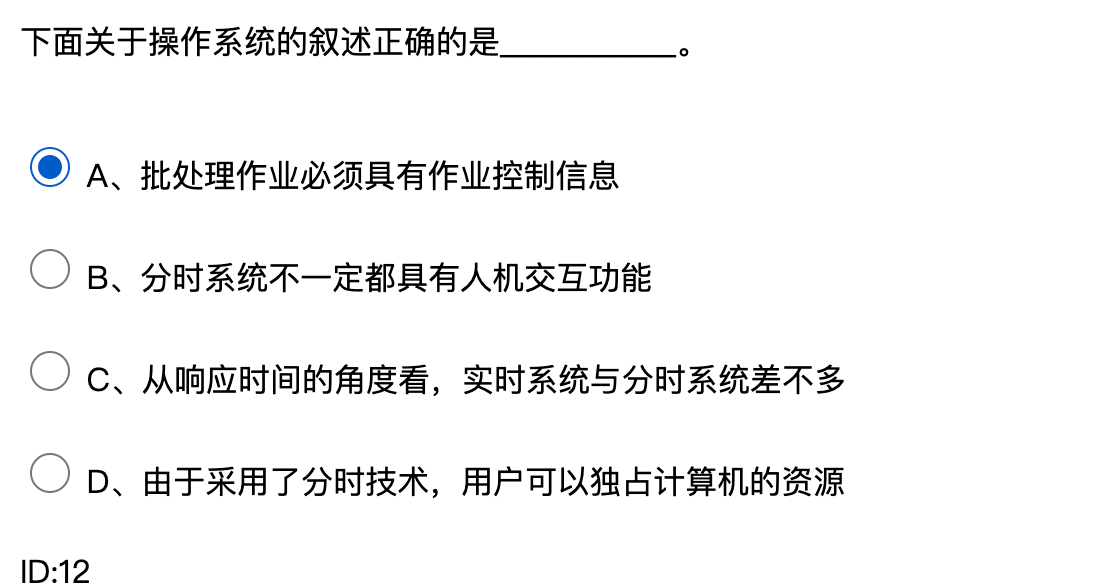 下面关于操作系统的叙述正确的是___________。
A、批处理作业必须具有作业控制信息
B、分时系统不一定都具有人机交互功能
C、从响应时间的角度看，实时系统与分时系统差不多
D、由于采用了分时技术，用户可以独占计算机的资源
ID:12